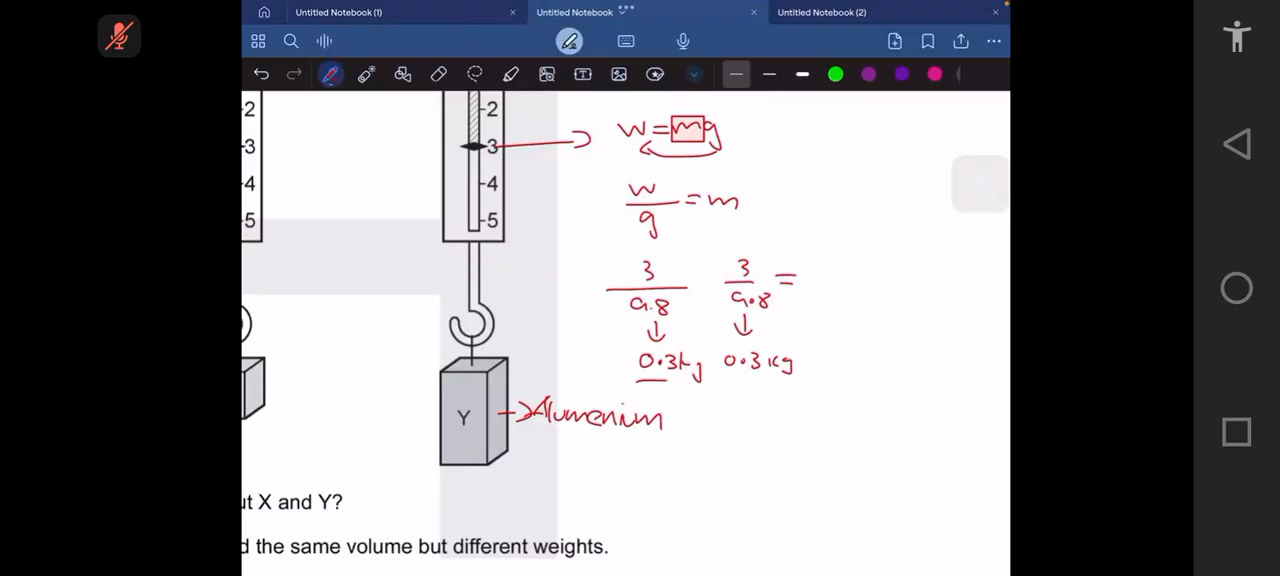 Untitled Notebook (1) × Untitled Notebook × Untitled Notebook (2) ×
-2 -2
-3 3
-4 -4
-5 -5
w = mg
w/g = m
3/9.8 3/9.8 =
0.3kg 0.3kg
Y Alumenium
ut X and Y?
d the same volume but different weights.